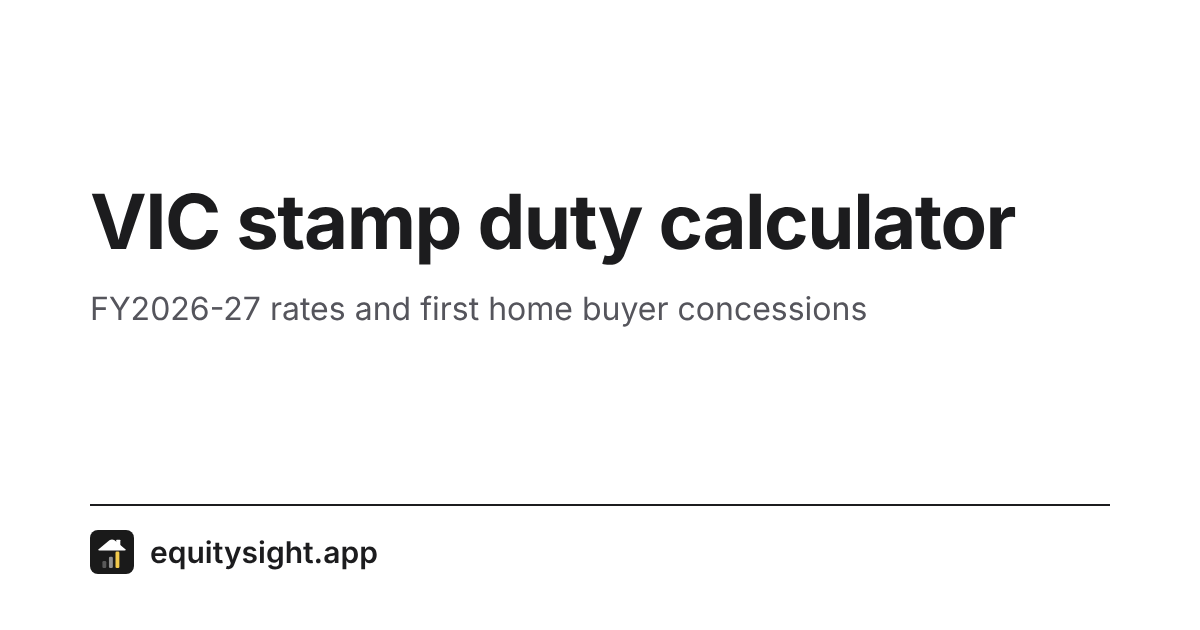 VIC stamp duty calculator
FY2026-27 rates and first home buyer concessions
equitysight.app